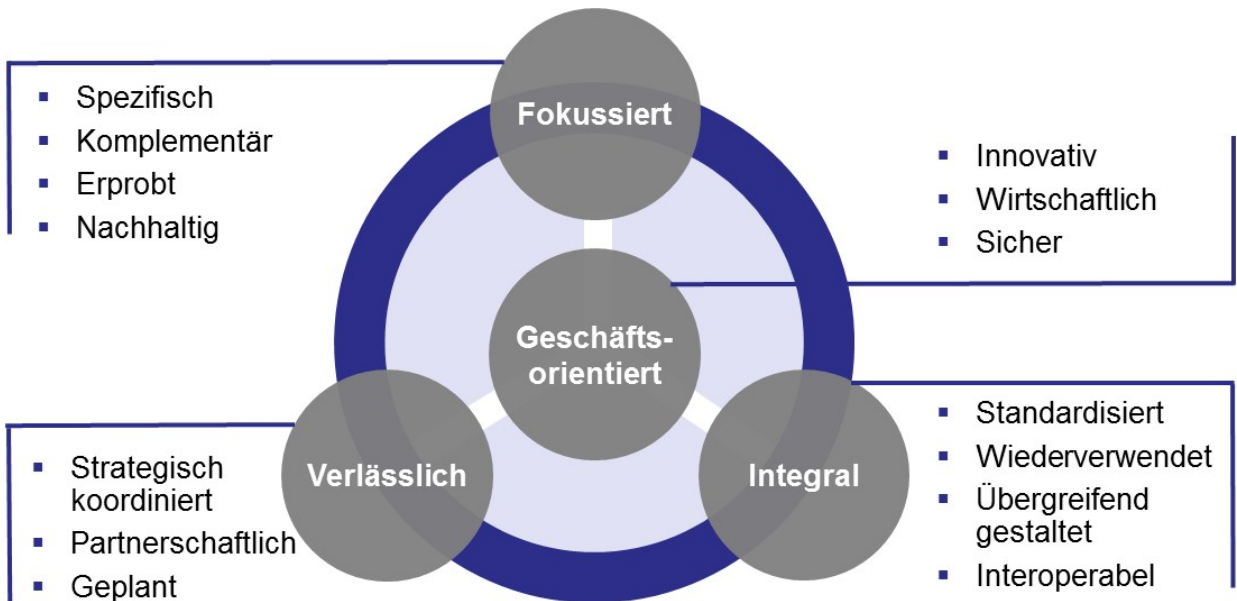 Fokussiert
Spezifisch
Komplementär
Erprobt
Nachhaltig
Innovativ
Wirtschaftlich
Sicher
Geschäfts-
orientiert
Verlässlich
Strategisch
koordiniert
Partnerschaftlich
Geplant
Integral
Standardisiert
Wiederverwendet
Übergreifend
gestaltet
Interoperabel